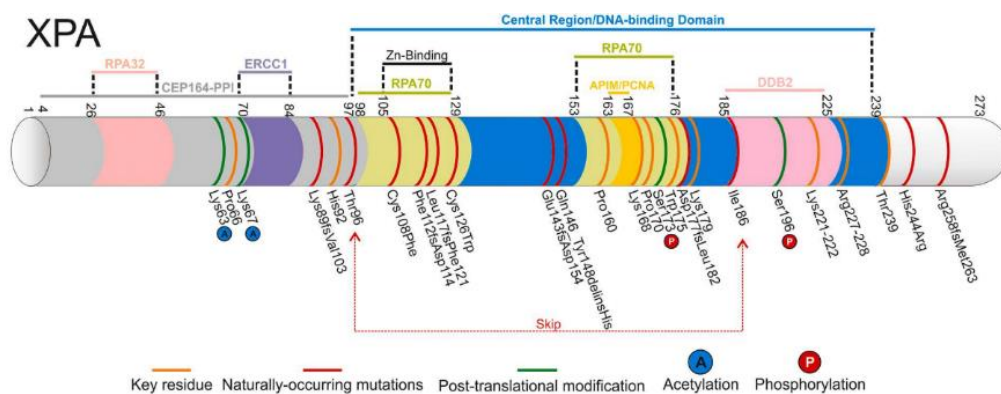 XPA
Central Region/DNA-binding Domain
RPA32
ERCC1
Zn-Binding
RPA70
APIM/PCNA
DDB2
CEP164-PPI
RPA70
1 4 26 46 70 84 97 98 105 129 153 163 167 176 185 225 239 273
Lys63
Pro66
Lys67
Lys89fsVal103
His92
Thr96
Cys108Phe
Phe112fsAsp114
Leu117fsPhe121
Cys126Trp
Glu143fsAsp154
Gln146_Tyr148delinsHis
Pro160
Lys168
Pro170
Ser173
Trp175
Asp177fsLeu182
Lys179
Ile186
Ser196
Lys221-222
Arg227-228
Thr239
His244Arg
Arg258fsMet263
A A P P
Skip
A P
Key residue Naturally-occurring mutations Post-translational modification Acetylation Phosphorylation